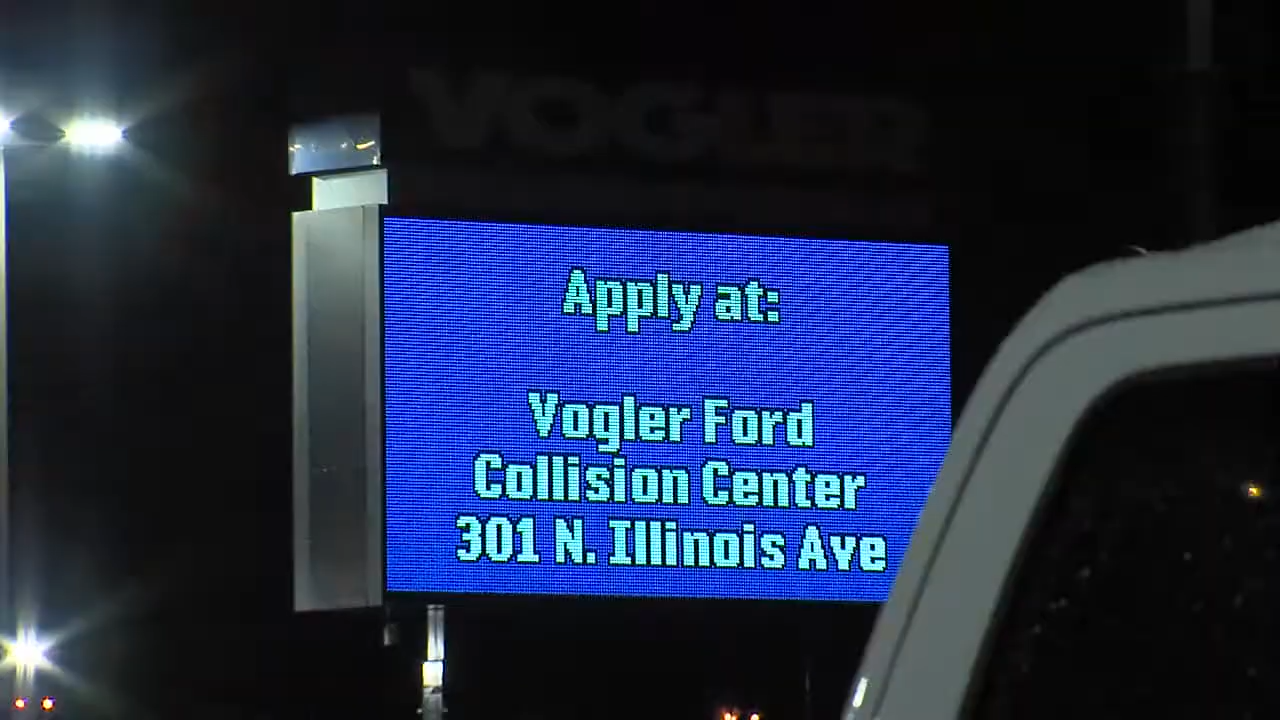 VOGLER
Apply at:
Vogler Ford
Collision Center
301 N. Illinois Ave